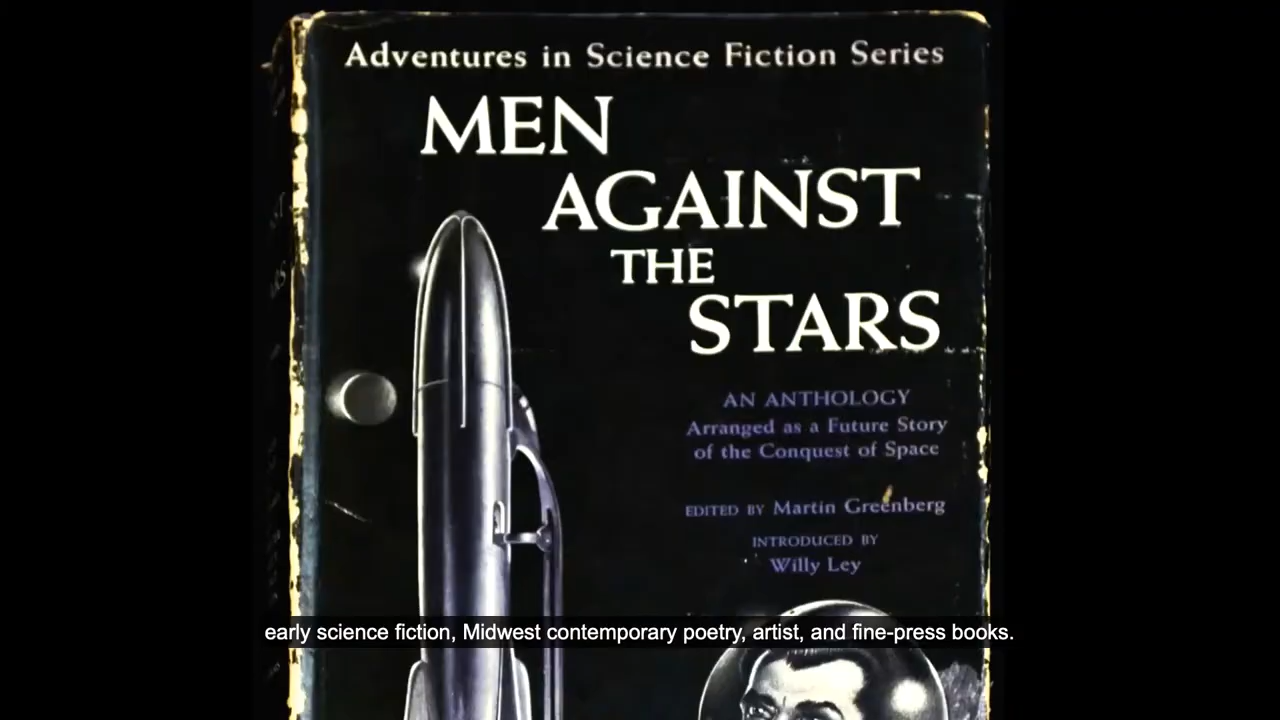 Adventures in Science Fiction Series
MEN
AGAINST
THE
STARS
AN ANTHOLOGY
Arranged as a Future Story
of the Conquest of Space
EDITED BY Martin Greenberg
INTRODUCED BY
Willy Ley
early science fiction, Midwest contemporary poetry, artist, and fine-press books.